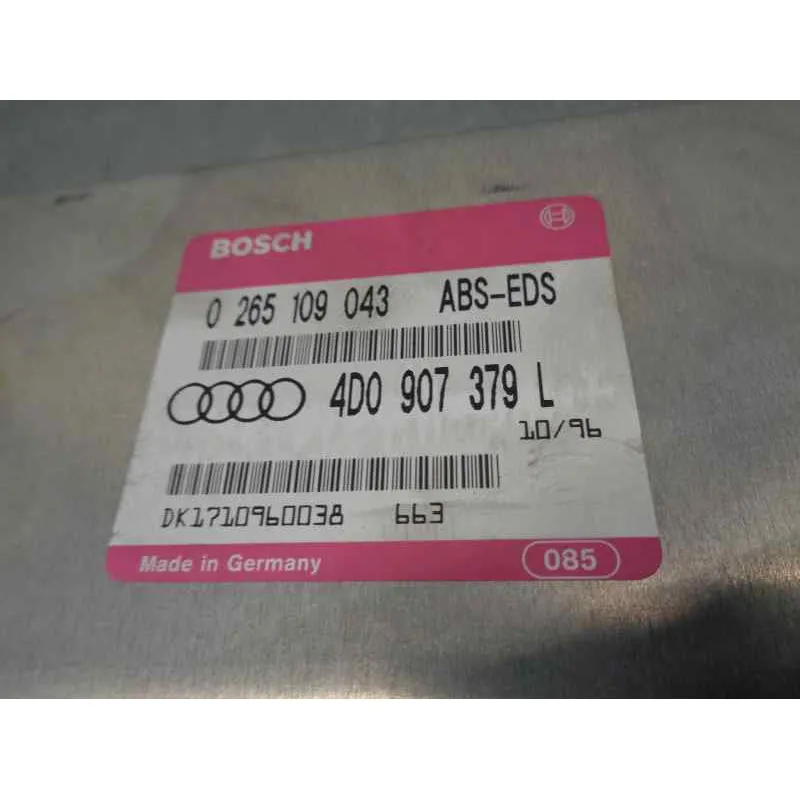 BOSCH
0 265 109 043 ABS-EDS
4D0 907 379 L
10/96
DK1710960038 663
Made in Germany 085